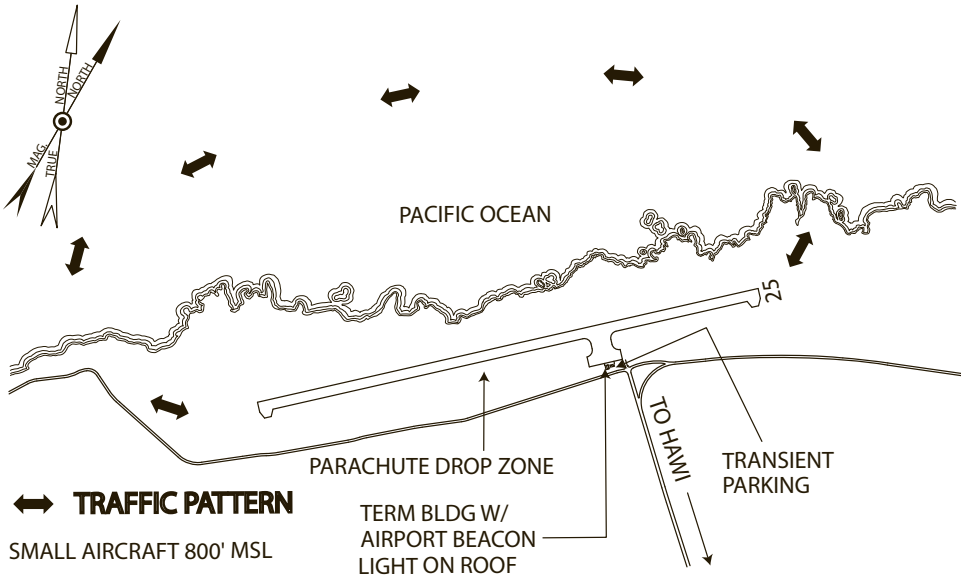 NORTH
NORTH
MAG.
TRUE
PACIFIC OCEAN
25
TO HAWI
PARACHUTE DROP ZONE
TRANSIENT
PARKING
TRAFFIC PATTERN
TERM BLDG W/
AIRPORT BEACON
LIGHT ON ROOF
SMALL AIRCRAFT 800' MSL